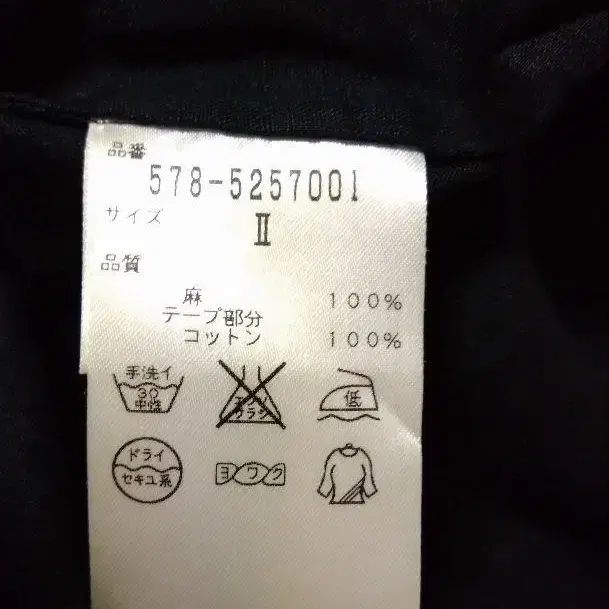 品番
578-5257001
サイズ
Ⅱ
品質
麻 100%
テープ部分
コットン 100%
手洗イ
30
中性
エンソ
サラシ
低
ドライ
セキユ系
ヨワク